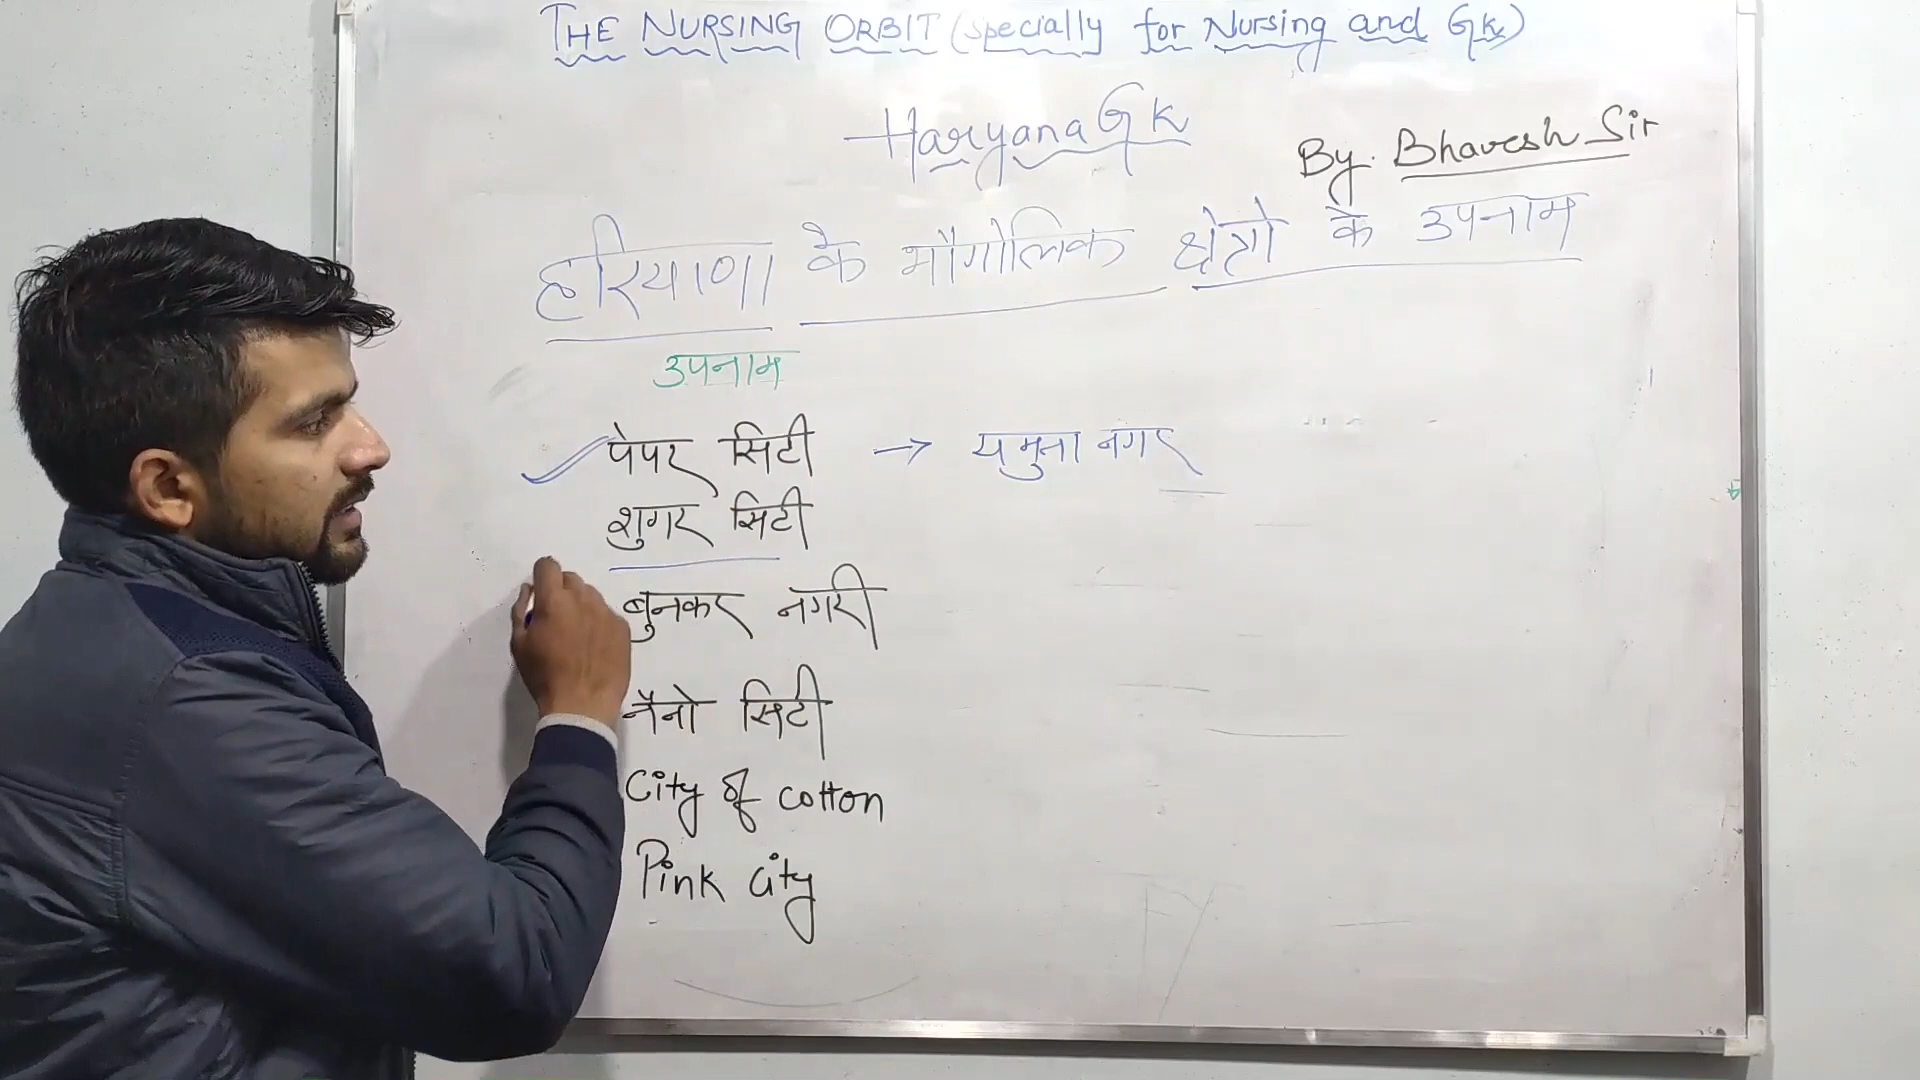 THE NURSING ORBIT (specially for Nursing and Gk)
Haryana Gk
By. Bhavesh Sir
हरियाणा के भौगोलिक क्षेत्रो के उपनाम
उपनाम
पेपर सिटी → यमुना नगर
शुगर सिटी
बुनकर नगरी
नैनो सिटी
City of cotton
Pink City